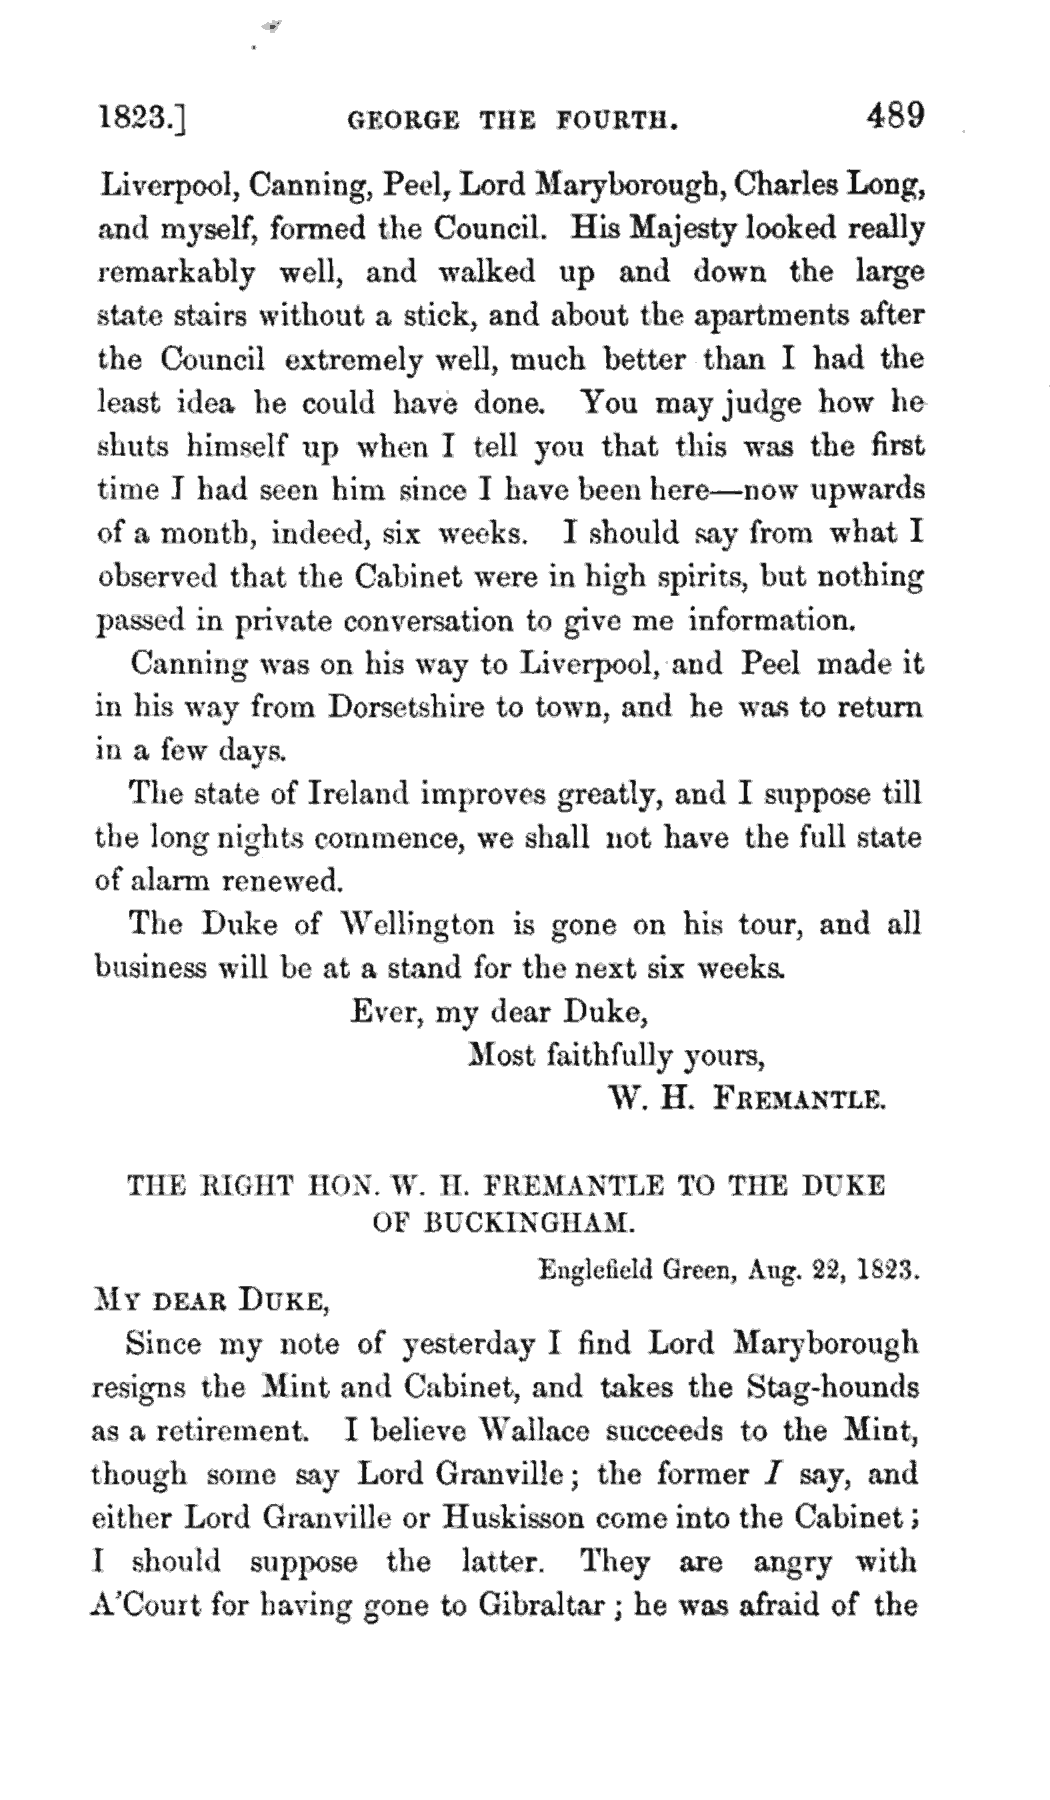 1823.] GEORGE THE FOURTH. 489
Liverpool, Canning, Peel, Lord Maryborough, Charles Long,
and myself, formed the Council. His Majesty looked really
remarkably well, and walked up and down the large
state stairs without a stick, and about the apartments after
the Council extremely well, much better than I had the
least idea he could have done. You may judge how he
shuts himself up when I tell you that this was the first
time I had seen him since I have been here—now upwards
of a month, indeed, six weeks. I should say from what I
observed that the Cabinet were in high spirits, but nothing
passed in private conversation to give me information.
Canning was on his way to Liverpool, and Peel made it
in his way from Dorsetshire to town, and he was to return
in a few days.
The state of Ireland improves greatly, and I suppose till
the long nights commence, we shall not have the full state
of alarm renewed.
The Duke of Wellington is gone on his tour, and all
business will be at a stand for the next six weeks.
Ever, my dear Duke,
Most faithfully yours,
W. H. FREMANTLE.
THE RIGHT HON. W. H. FREMANTLE TO THE DUKE
OF BUCKINGHAM.
Englefield Green, Aug. 22, 1823.
MY DEAR DUKE,
Since my note of yesterday I find Lord Maryborough
resigns the Mint and Cabinet, and takes the Stag-hounds
as a retirement. I believe Wallace succeeds to the Mint,
though some say Lord Granville; the former I say, and
either Lord Granville or Huskisson come into the Cabinet;
I should suppose the latter. They are angry with
A'Court for having gone to Gibraltar; he was afraid of the